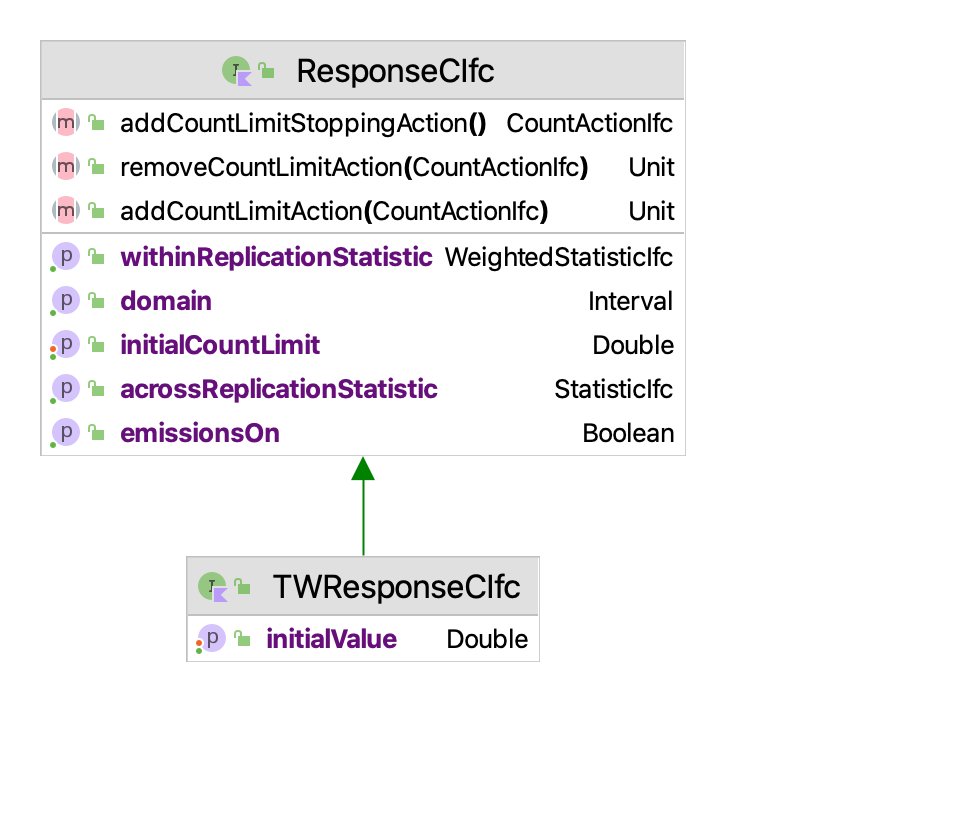 ResponseCIfc
addCountLimitStoppingAction() CountActionIfc
removeCountLimitAction(CountActionIfc) Unit
addCountLimitAction(CountActionIfc) Unit
withinReplicationStatistic WeightedStatisticIfc
domain Interval
initialCountLimit Double
acrossReplicationStatistic StatisticIfc
emissionsOn Boolean
TWResponseCIfc
initialValue Double